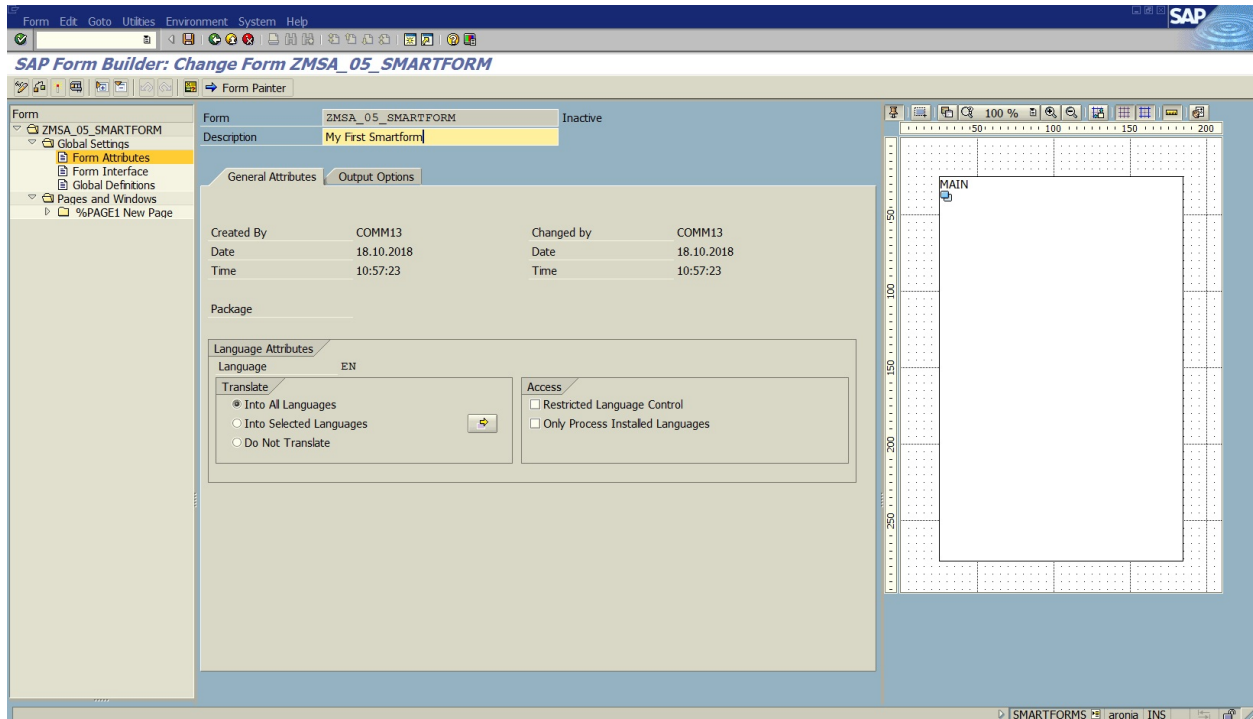 Form Edit Goto Utilities Environment System Help
SAP
SAP Form Builder: Change Form ZMSA_05_SMARTFORM
Form Painter
Form
ZMSA_05_SMARTFORM
Global Settings
Form Attributes
Form Interface
Global Definitions
Pages and Windows
%PAGE1 New Page
Form ZMSA_05_SMARTFORM Inactive
Description My First Smartform
General Attributes Output Options
Created By COMM13 Changed by COMM13
Date 18.10.2018 Date 18.10.2018
Time 10:57:23 Time 10:57:23
Package
Language Attributes
Language EN
Translate Access
Into All Languages Restricted Language Control
Into Selected Languages Only Process Installed Languages
Do Not Translate
100 %
50 100 150 200
MAIN
50
100
150
200
250
SMARTFORMS aronia INS